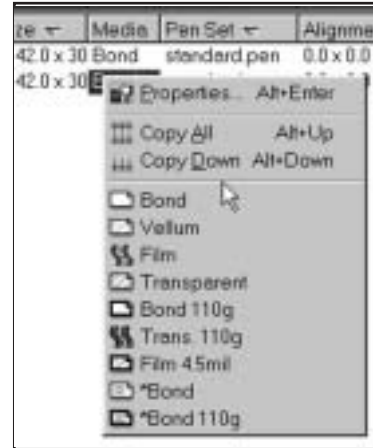 ze Media Pen Set Alignme
42.0 x 30 Bond standard pen 0.0 x 0.0
42.0 x 30
Properties... Alt+Enter
Copy All Alt+Up
Copy Down Alt+Down
Bond
Vellum
Film
Transparent
Bond 110g
Trans. 110g
Film 4.5mil
*Bond
*Bond 110g